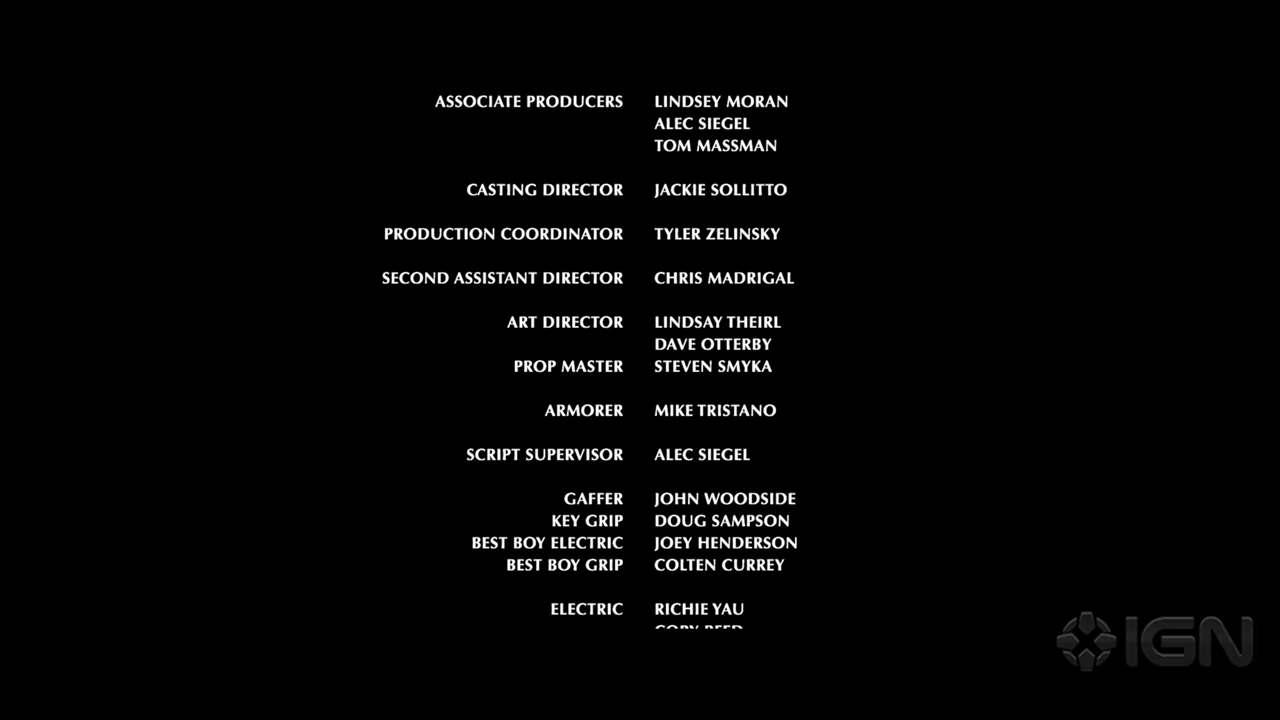 ASSOCIATE PRODUCERS LINDSEY MORAN
ALEC SIEGEL
TOM MASSMAN
CASTING DIRECTOR JACKIE SOLLITTO
PRODUCTION COORDINATOR TYLER ZELINSKY
SECOND ASSISTANT DIRECTOR CHRIS MADRIGAL
ART DIRECTOR LINDSAY THEIRL
DAVE OTTERBY
PROP MASTER STEVEN SMYKA
ARMORER MIKE TRISTANO
SCRIPT SUPERVISOR ALEC SIEGEL
GAFFER JOHN WOODSIDE
KEY GRIP DOUG SAMPSON
BEST BOY ELECTRIC JOEY HENDERSON
BEST BOY GRIP COLTEN CURREY
ELECTRIC RICHIE YAU
IGN